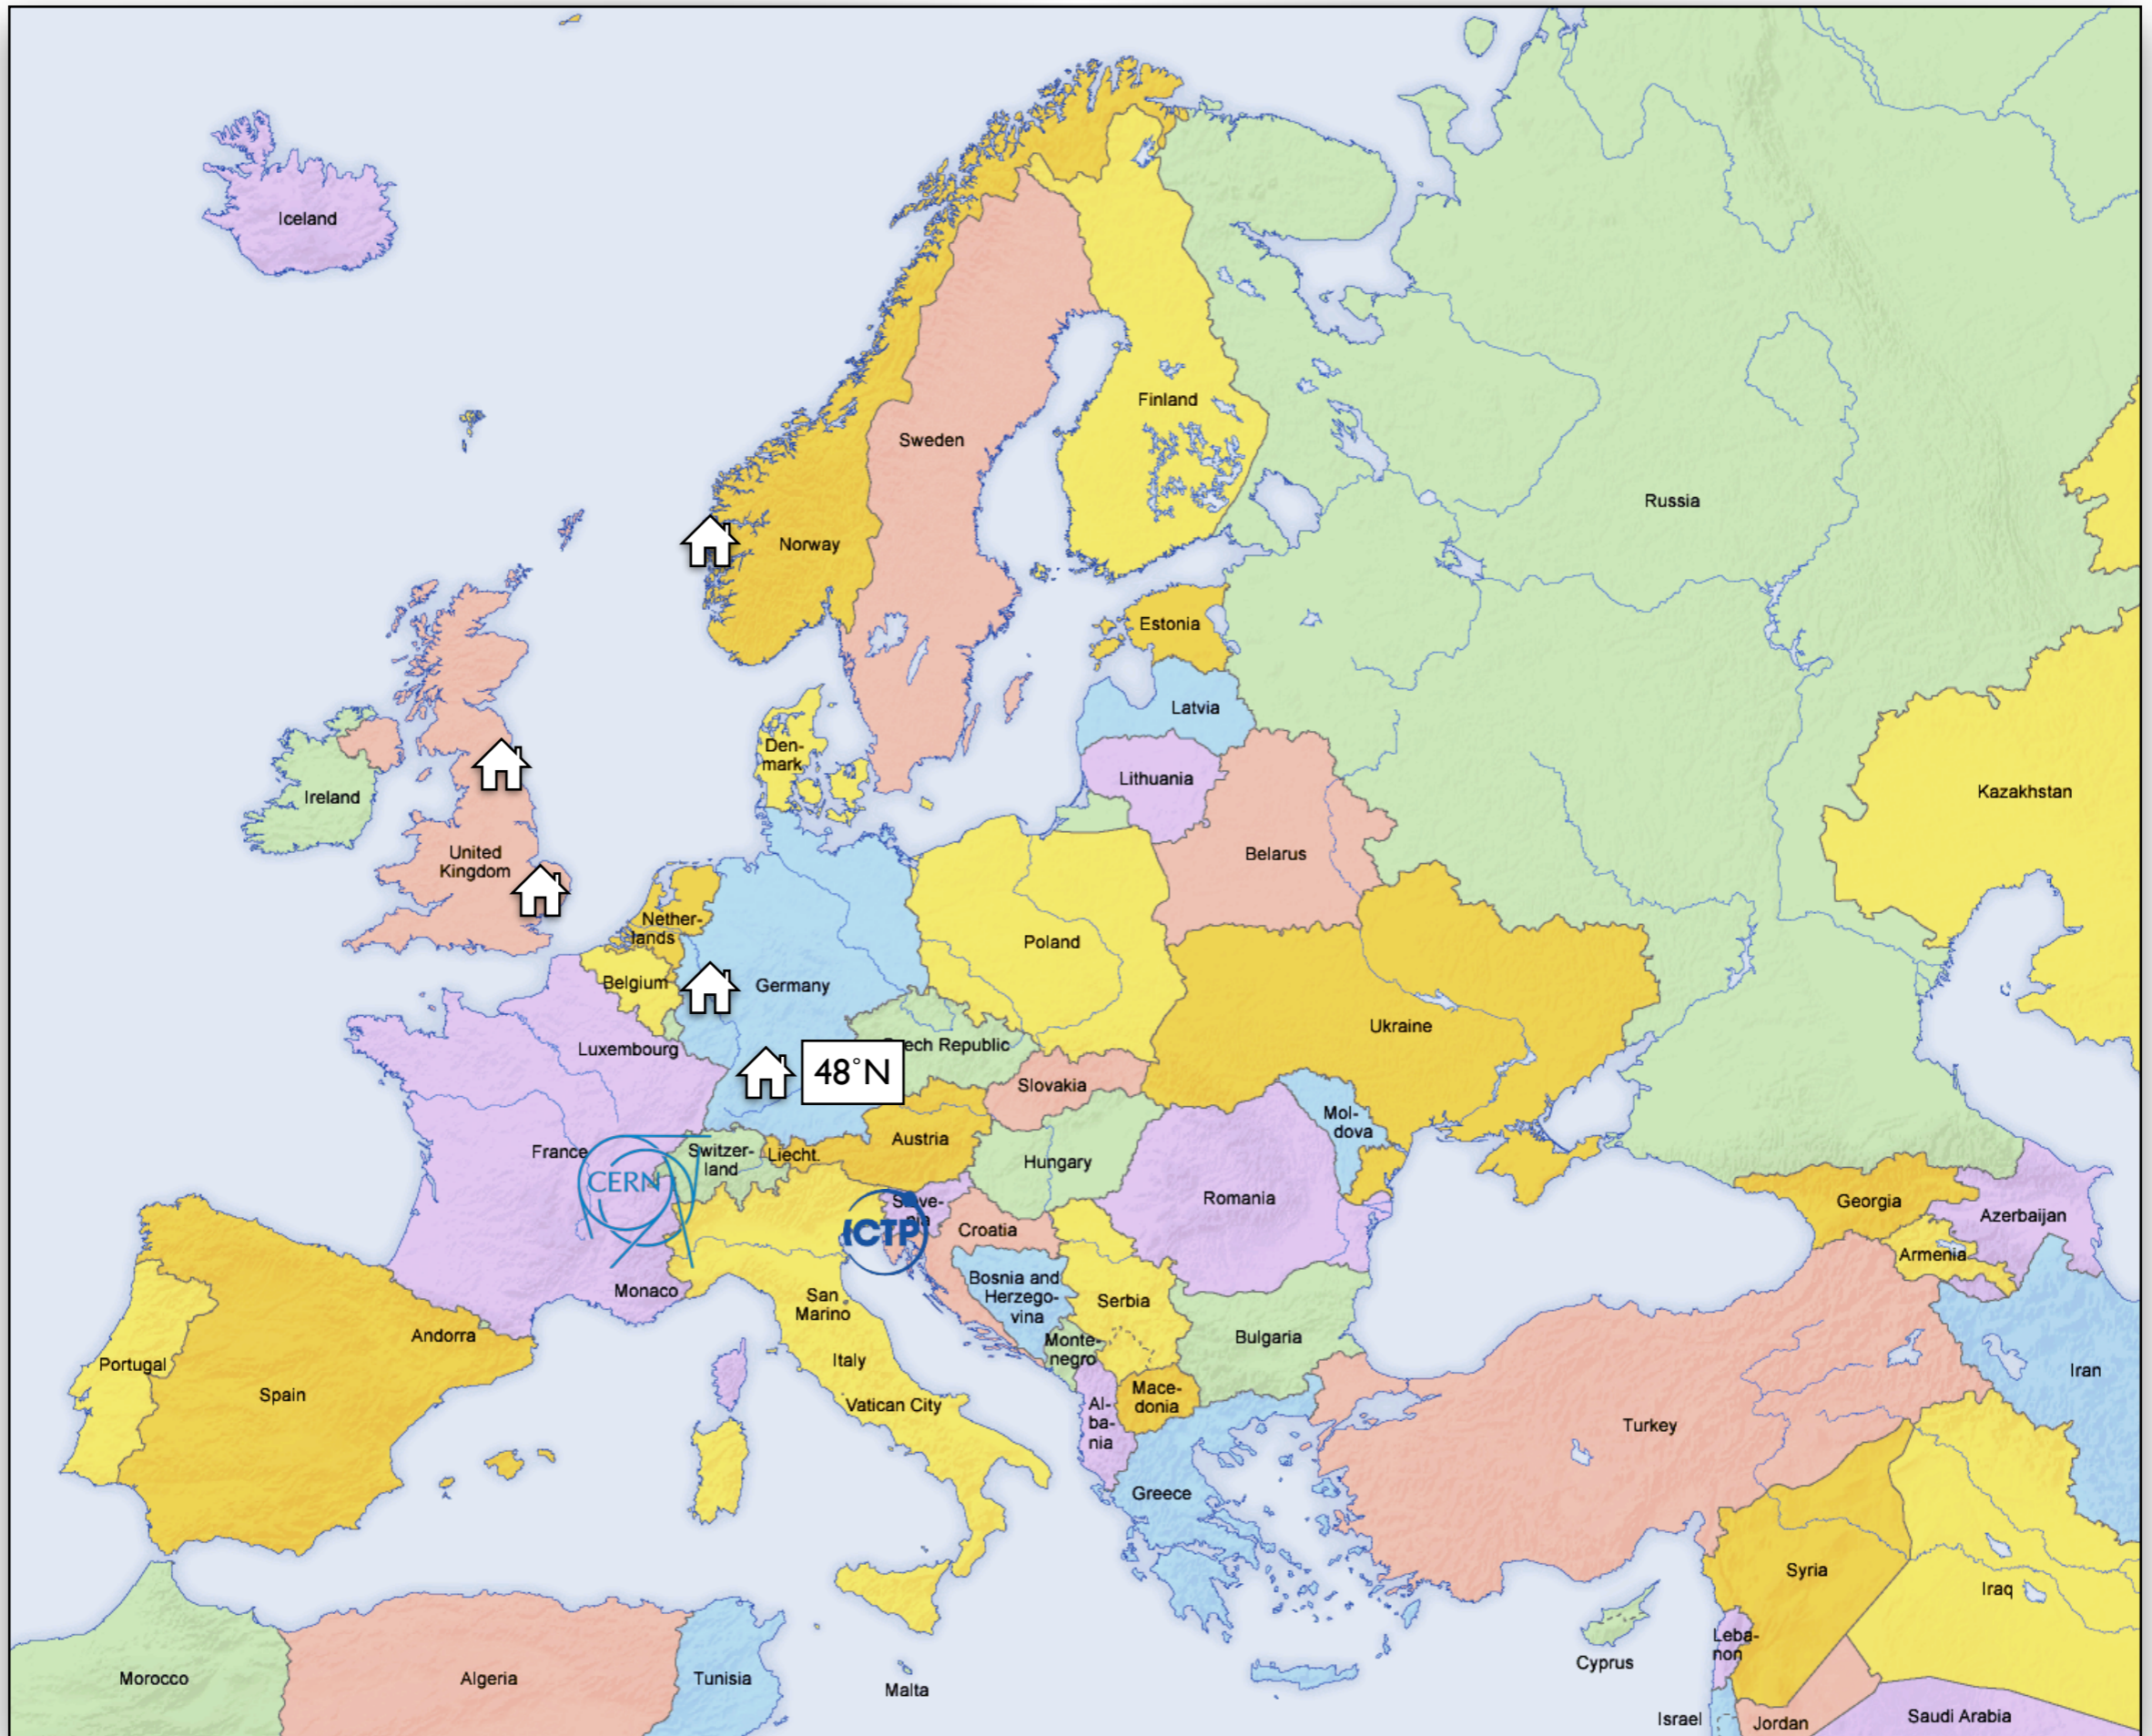 Iceland
Finland
Sweden
Russia
Norway
Estonia
Latvia
Den-
mark
Lithuania
Ireland
Kazakhstan
United
Kingdom
Belarus
Nether-
lands
Poland
Belgium
Germany
Ukraine
Luxembourg
ech Republic
48°N
Slovakia
Mol-
dova
France
Switzer-
land
Liecht.
Austria
Hungary
CERN
Romania
Georgia
Azerbaijan
Slove-
nia
ICTP
Croatia
Armenia
Bosnia and
Herzego-
vina
Monaco
San
Marino
Serbia
Andorra
Monte-
negro
Bulgaria
Portugal
Italy
Iran
Spain
Vatican City
Mace-
donia
Al-
ba-
nia
Turkey
Greece
Syria
Iraq
Leba-
non
Cyprus
Morocco
Algeria
Tunisia
Malta
Israel
Jordan
Saudi Arabia